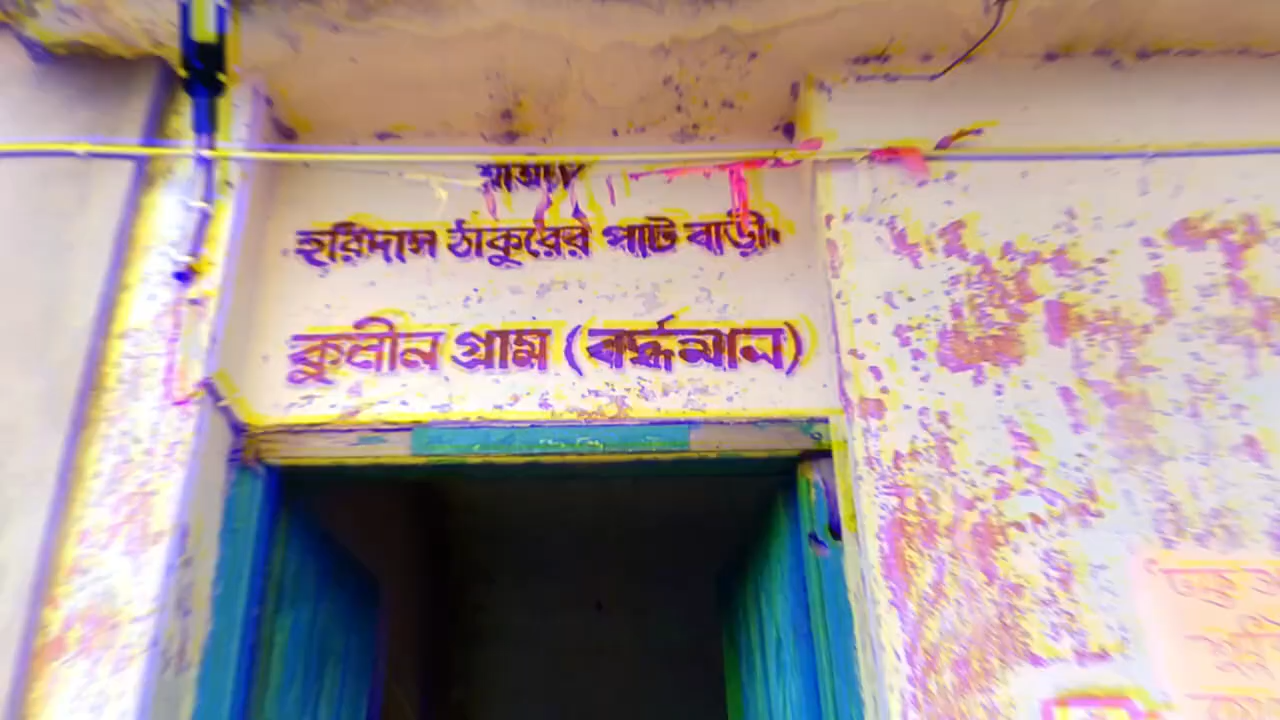 হরিদাস ঠাকুরের পাট বাড়ী
কুলীন গ্রাম (বর্দ্ধমান)